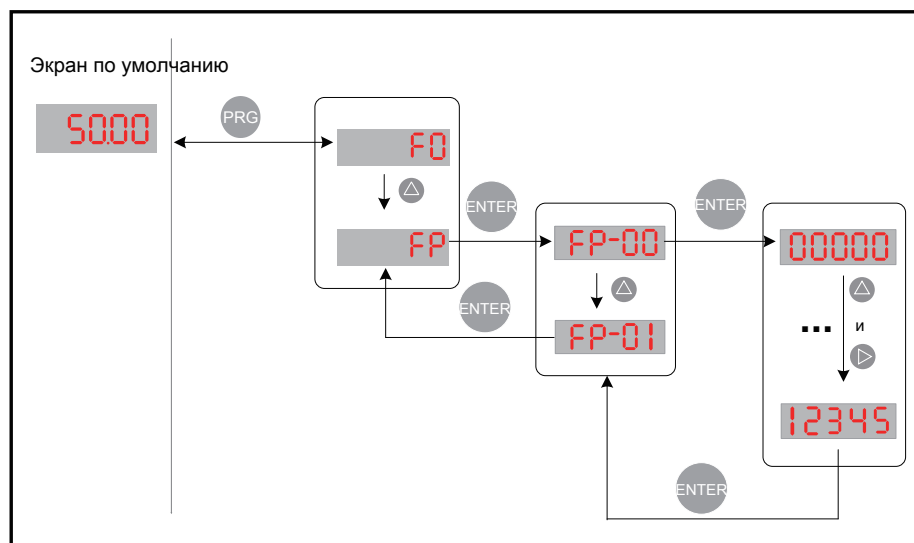 Экран по умолчанию
50.00
PRG
F0
FP
ENTER
ENTER
FP-00
FP-01
ENTER
00000
... и
12345
ENTER